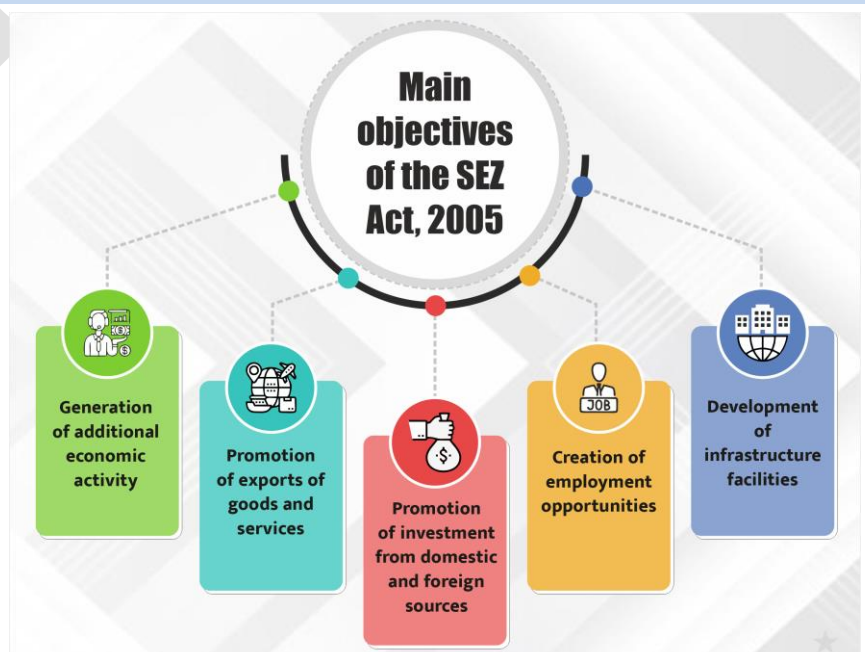 Main
objectives
of the SEZ
Act, 2005
Generation
of additional
economic
activity
Promotion
of exports of
goods and
services
Promotion
of investment
from domestic
and foreign
sources
JOB
Creation of
employment
opportunities
Development
of
infrastructure
facilities